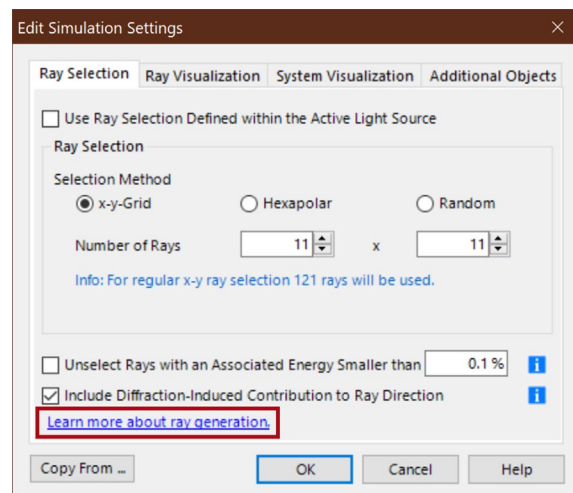 Edit Simulation Settings
Ray Selection Ray Visualization System Visualization Additional Objects
Use Ray Selection Defined within the Active Light Source
Ray Selection
Selection Method
x-y-Grid Hexapolar Random
Number of Rays 11 x 11
Info: For regular x-y ray selection 121 rays will be used.
Unselect Rays with an Associated Energy Smaller than 0.1 % i
Include Diffraction-Induced Contribution to Ray Direction i
Learn more about ray generation.
Copy From ... OK Cancel Help